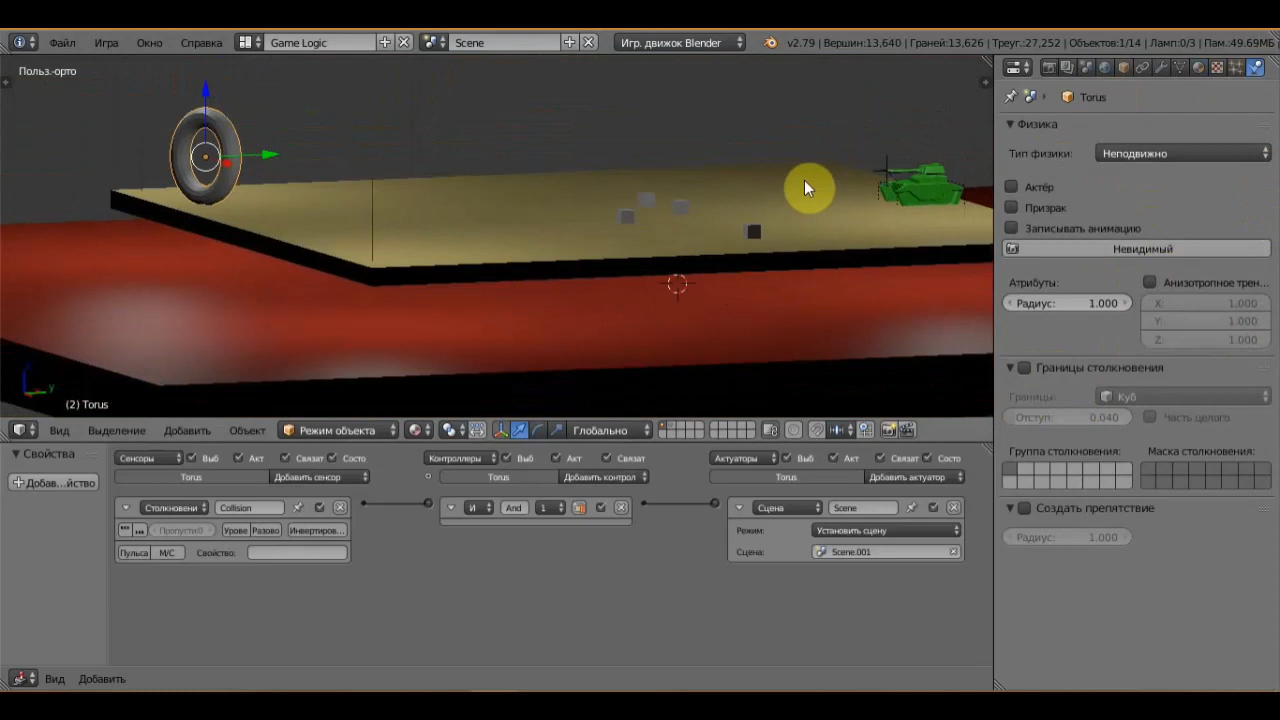 Файл Игра Окно Справка Game Logic Scene Игр. движок Blender v2.79 | Вершин:13,640 | Граней:13,626 | Треуг.:27,252 | Объектов:1/14 | Ламп:0/3 | Пам.:49.69МБ
Польз.-орто
Torus
Физика
Тип физики: Неподвижно
Актёр
Призрак
Записывать анимацию
Невидимый
Атрибуты: Анизотропное трен...
Радиус: 1.000 X: 1.000
Y: 1.000
Z: 1.000
Границы столкновения
Границы: Куб
Отступ: 0.040 Часть целого
Группа столкновения: Маска столкновения:
Создать препятствие
Радиус: 1.000
y
(2) Torus
Вид Выделение Добавить Объект Режим объекта Глобально
Свойства
Добав...йство
Сенсоры Выб Акт Связат Состо Контроллеры Выб Акт Связат Актуаторы Выб Акт Связат Состо
Torus Добавить сенсор Torus Добавить контрол Torus Добавить актуатор
Столкновени Collision И And 1 Сцена Scene
Пропустив:0 Урове Разово Инвертиров... Режим: Установить сцену
Пульса М/С Свойство: Сцена: Scene.001
Вид Добавить